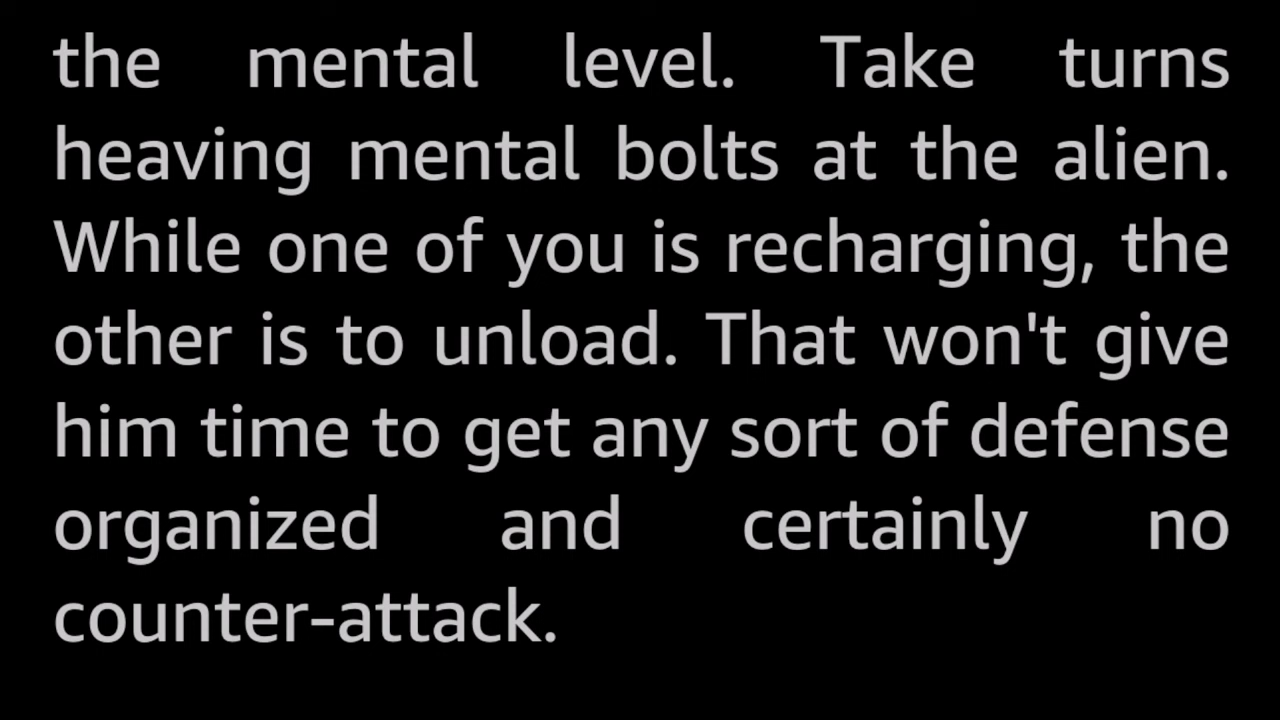 the mental level. Take turns
heaving mental bolts at the alien.
While one of you is recharging, the
other is to unload. That won't give
him time to get any sort of defense
organized and certainly no
counter-attack.